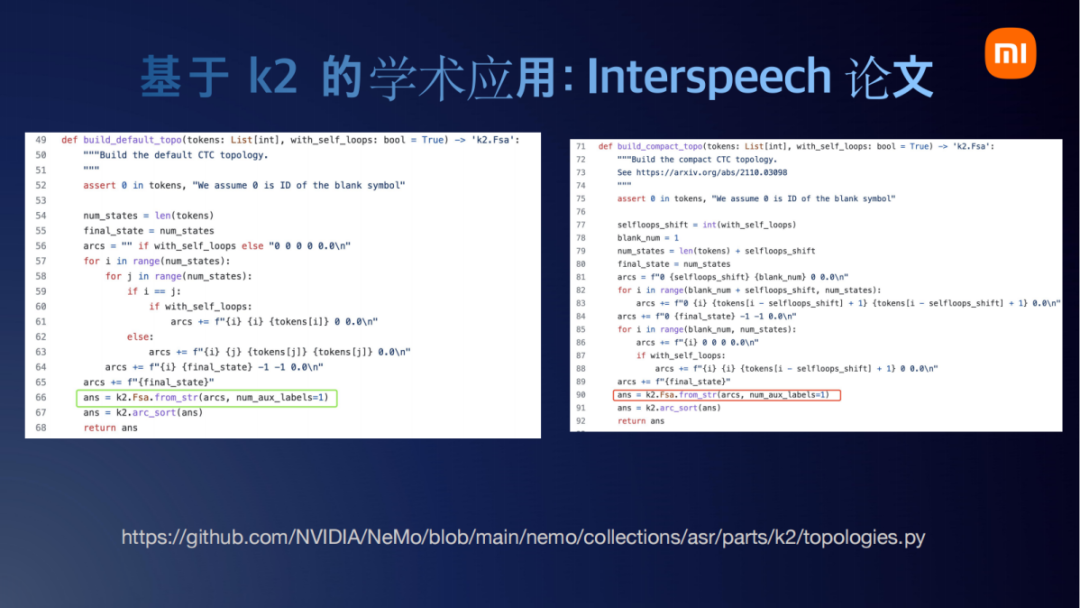 mi
基于 k2 的学术应用：Interspeech 论文
49 def build_default_topo(tokens: List[int], with_self_loops: bool = True) -> 'k2.Fsa':
50 """Build the default CTC topology.
51 """
52 assert 0 in tokens, "We assume 0 is ID of the blank symbol"
53
54 num_states = len(tokens)
55 final_state = num_states
56 arcs = "" if with_self_loops else "0 0 0 0 0.0\n"
57 for i in range(num_states):
58 for j in range(num_states):
59 if i == j:
60 if with_self_loops:
61 arcs += f"{i} {i} {tokens[i]} 0 0.0\n"
62 else:
63 arcs += f"{i} {j} {tokens[j]} {tokens[j]} 0.0\n"
64 arcs += f"{i} {final_state} -1 -1 0.0\n"
65 arcs += f"{final_state}"
66 ans = k2.Fsa.from_str(arcs, num_aux_labels=1)
67 ans = k2.arc_sort(ans)
68 return ans
71 def build_compact_topo(tokens: List[int], with_self_loops: bool = True) -> 'k2.Fsa':
72 """Build the compact CTC topology.
73 See https://arxiv.org/abs/2110.03098
74 """
75 assert 0 in tokens, "We assume 0 is ID of the blank symbol"
76
77 selfloops_shift = int(with_self_loops)
78 blank_num = 1
79 num_states = len(tokens) + selfloops_shift
80 final_state = num_states
81 arcs = f"0 {selfloops_shift} {blank_num} 0 0.0\n"
82 for i in range(blank_num + selfloops_shift, num_states):
83 arcs += f"0 {i} {tokens[i - selfloops_shift] + 1} {tokens[i - selfloops_shift] + 1} 0.0\n"
84 arcs += f"0 {final_state} -1 -1 0.0\n"
85 for i in range(blank_num, num_states):
86 arcs += f"{i} 0 0 0 0.0\n"
87 if with_self_loops:
88 arcs += f"{i} {i} {tokens[i - selfloops_shift] + 1} 0 0.0\n"
89 arcs += f"{final_state}"
90 ans = k2.Fsa.from_str(arcs, num_aux_labels=1)
91 ans = k2.arc_sort(ans)
92 return ans
https://github.com/NVIDIA/NeMo/blob/main/nemo/collections/asr/parts/k2/topologies.py